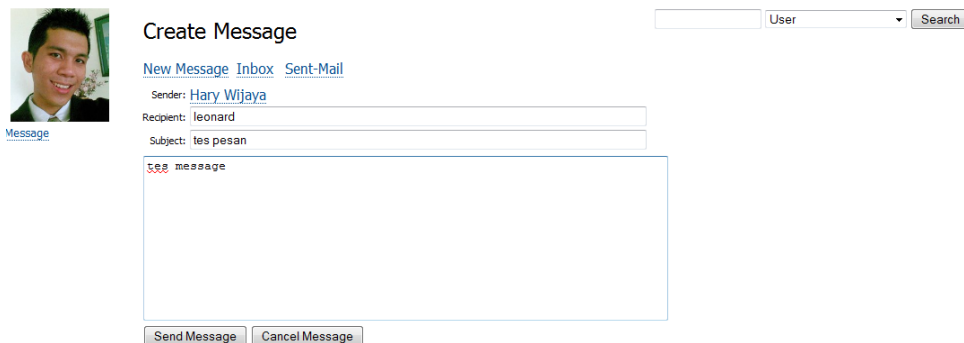 Create Message
User
Search
New Message Inbox Sent-Mail
Sender: Hary Wijaya
Recipient: leonard
Message
Subject: tes pesan
tes message
Send Message Cancel Message